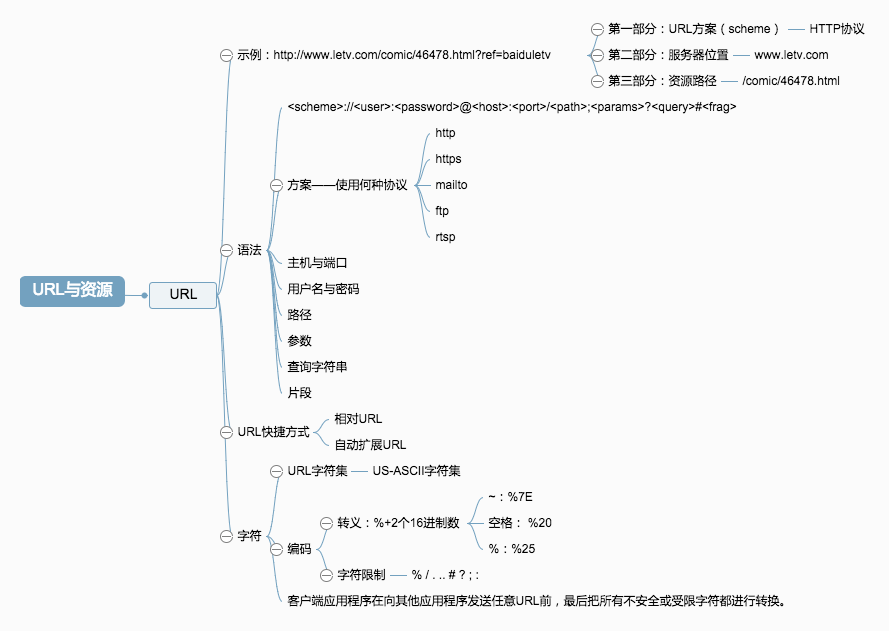 URL与资源
URL
示例：http://www.letv.com/comic/46478.html?ref=baiduletv
第一部分：URL方案（scheme） HTTP协议
第二部分：服务器位置 www.letv.com
第三部分：资源路径 /comic/46478.html
语法
<scheme>://<user>:<password>@<host>:<port>/<path>;<params>?<query>#<frag>
方案——使用何种协议
http
https
mailto
ftp
rtsp
主机与端口
用户名与密码
路径
参数
查询字符串
片段
URL快捷方式
相对URL
自动扩展URL
字符
URL字符集 US-ASCII字符集
编码
转义：%+2个16进制数
~：%7E
空格： %20
%：%25
字符限制 % / . .. # ? ; :
客户端应用程序在向其他应用程序发送任意URL前，最后把所有不安全或受限字符都进行转换。